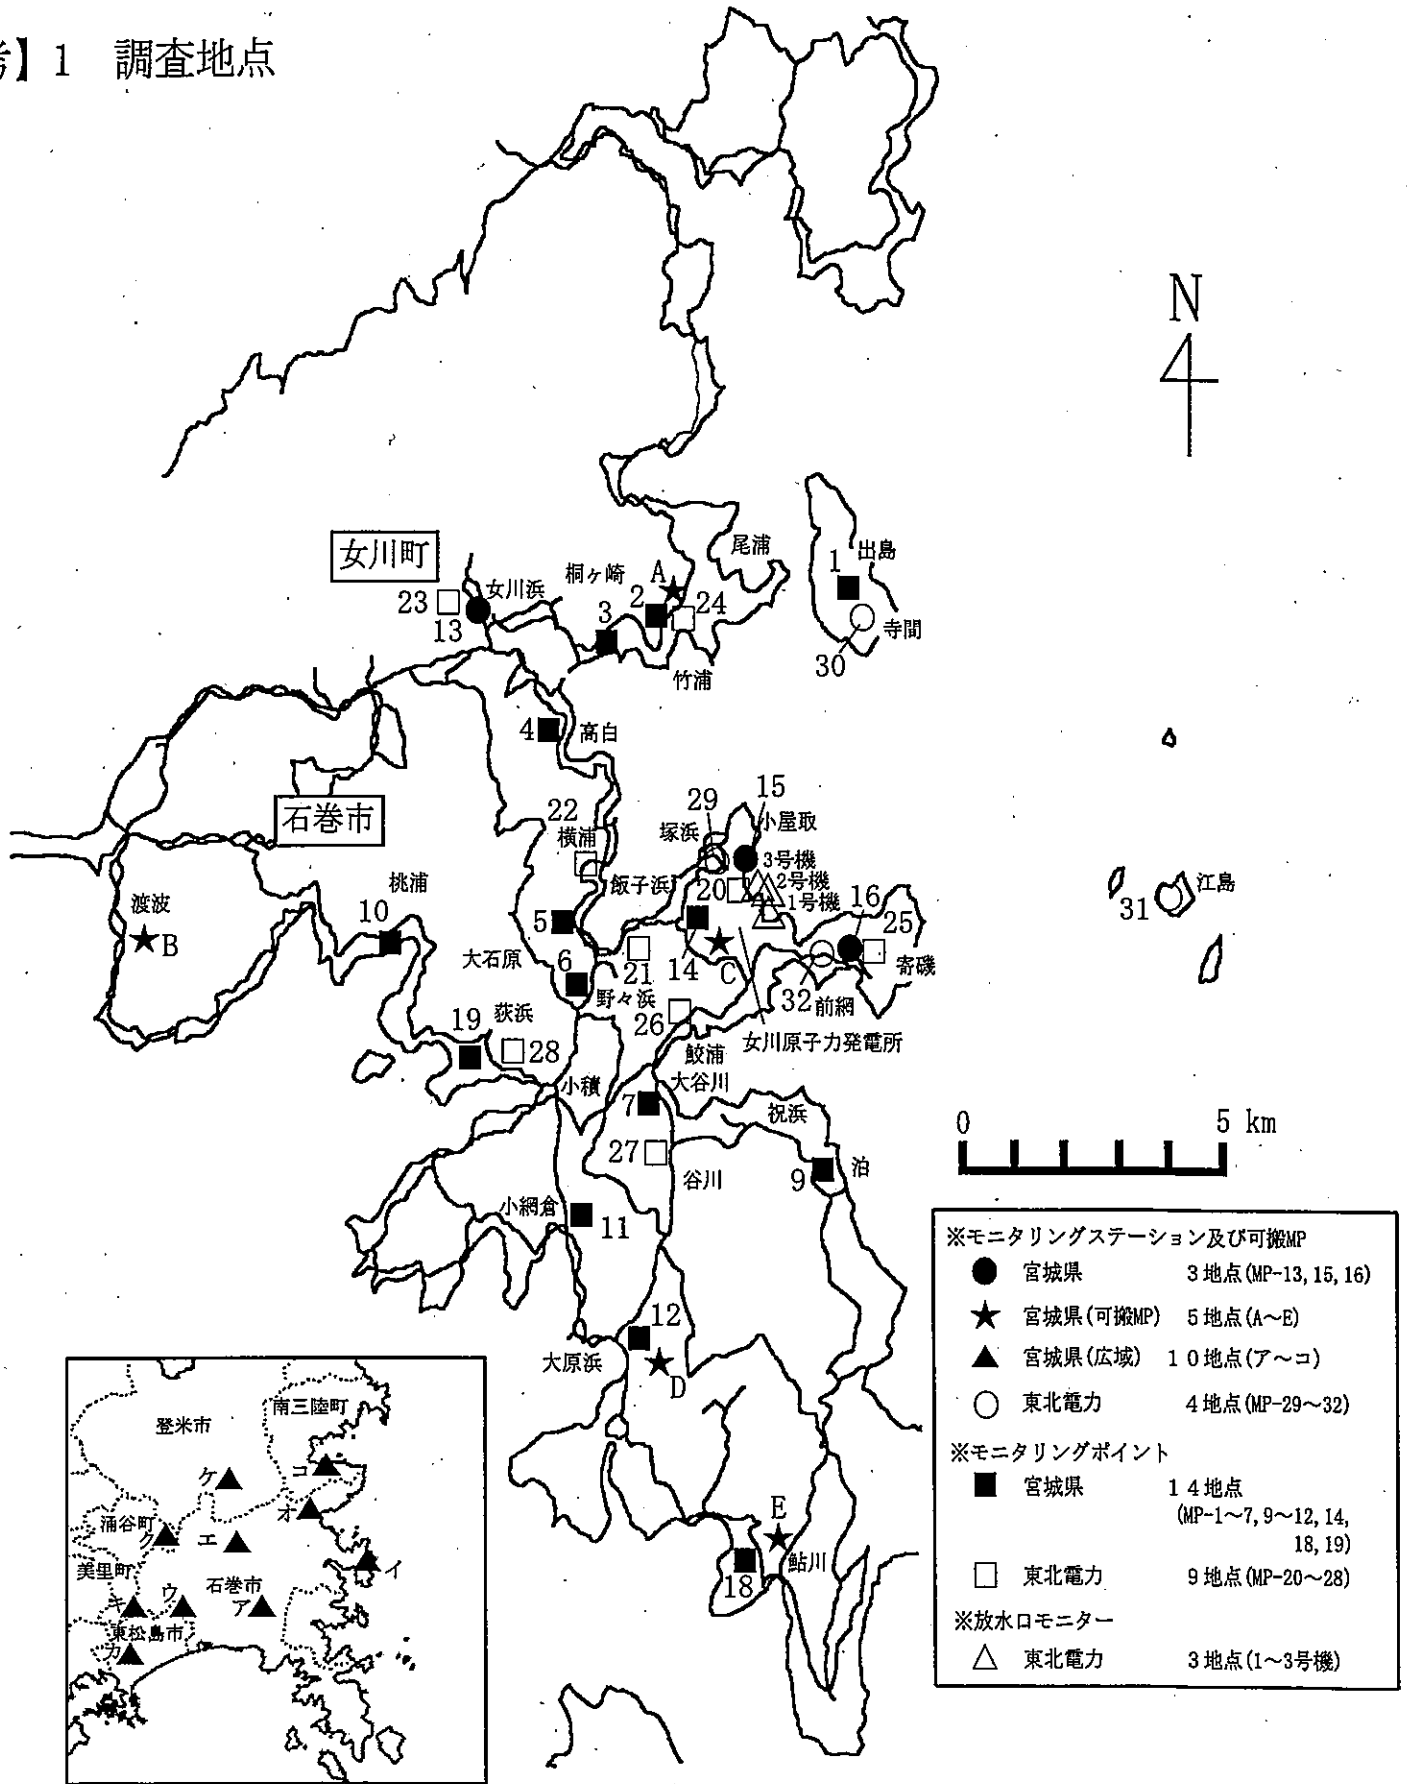 考】1 調査地点
N
女川町
尾浦
出島
1
桐ヶ崎
A
女川浜
23
13
3
2
24
寺間
30
竹浦
4
高白
石巻市
22
横浦
29
塚浜
15
小屋取
3号機
2号機
1号機
20
飯子浜
16
25
江島
31
桃浦
10
渡波
B
5
大石原
6
野々浜
21
14
C
寄磯
32
前網
26
鮫浦
女川原子力発電所
19
荻浜
28
小積
大谷川
7
祝浜
27
谷川
9
泊
小網倉
11
0 5 km
12
大原浜
D
E
18
鮎川
※モニタリングステーション及び可搬MP
● 宮城県 3地点(MP-13,15,16)
★ 宮城県(可搬MP) 5地点(A～E)
▲ 宮城県(広域) 10地点(ア～コ)
○ 東北電力 4地点(MP-29～32)
※モニタリングポイント
■ 宮城県 14地点
(MP-1～7,9～12,14,
18,19)
□ 東北電力 9地点(MP-20～28)
※放水口モニター
△ 東北電力 3地点(1～3号機)
登米市
南三陸町
コ
ケ
オ
涌谷町
ク
エ
イ
美里町
石巻市
キ
ウ
ア
東松島市
カ